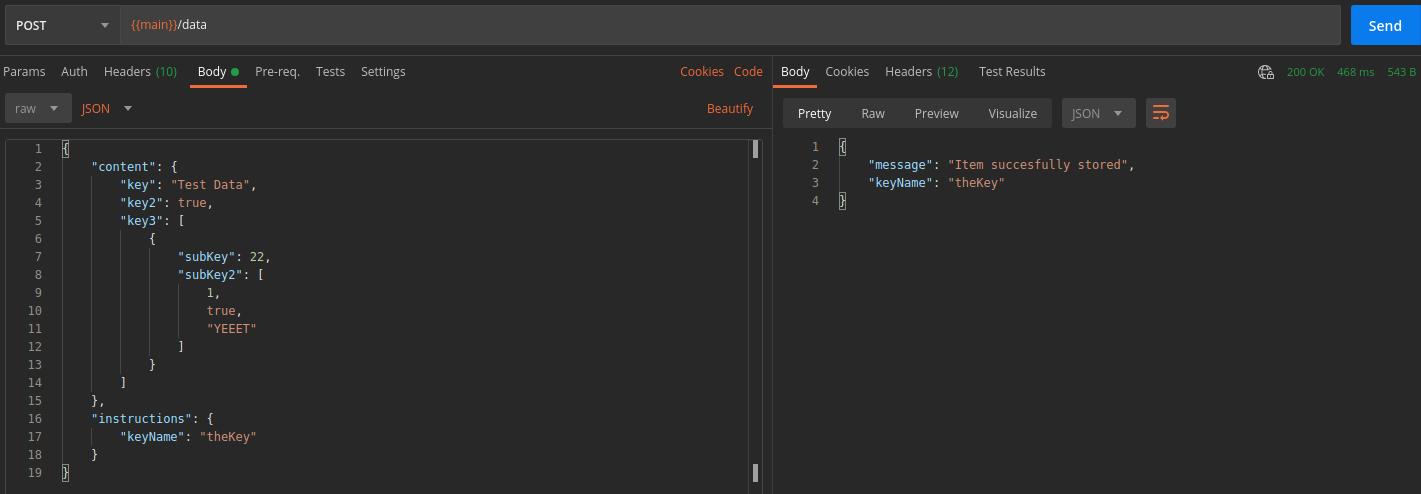 POST {{main}}/data Send
Params Auth Headers (10) Body Pre-req. Tests Settings Cookies Code
raw JSON Beautify
1 {
2 "content": {
3 "key": "Test Data",
4 "key2": true,
5 "key3": [
6 {
7 "subKey": 22,
8 "subKey2": [
9 1,
10 true,
11 "YEEET"
12 ]
13 }
14 ]
15 },
16 "instructions": {
17 "keyName": "theKey"
18 }
19 }
Body Cookies Headers (12) Test Results 200 OK 468 ms 543 B
Pretty Raw Preview Visualize JSON
1 {
2 "message": "Item succesfully stored",
3 "keyName": "theKey"
4 }